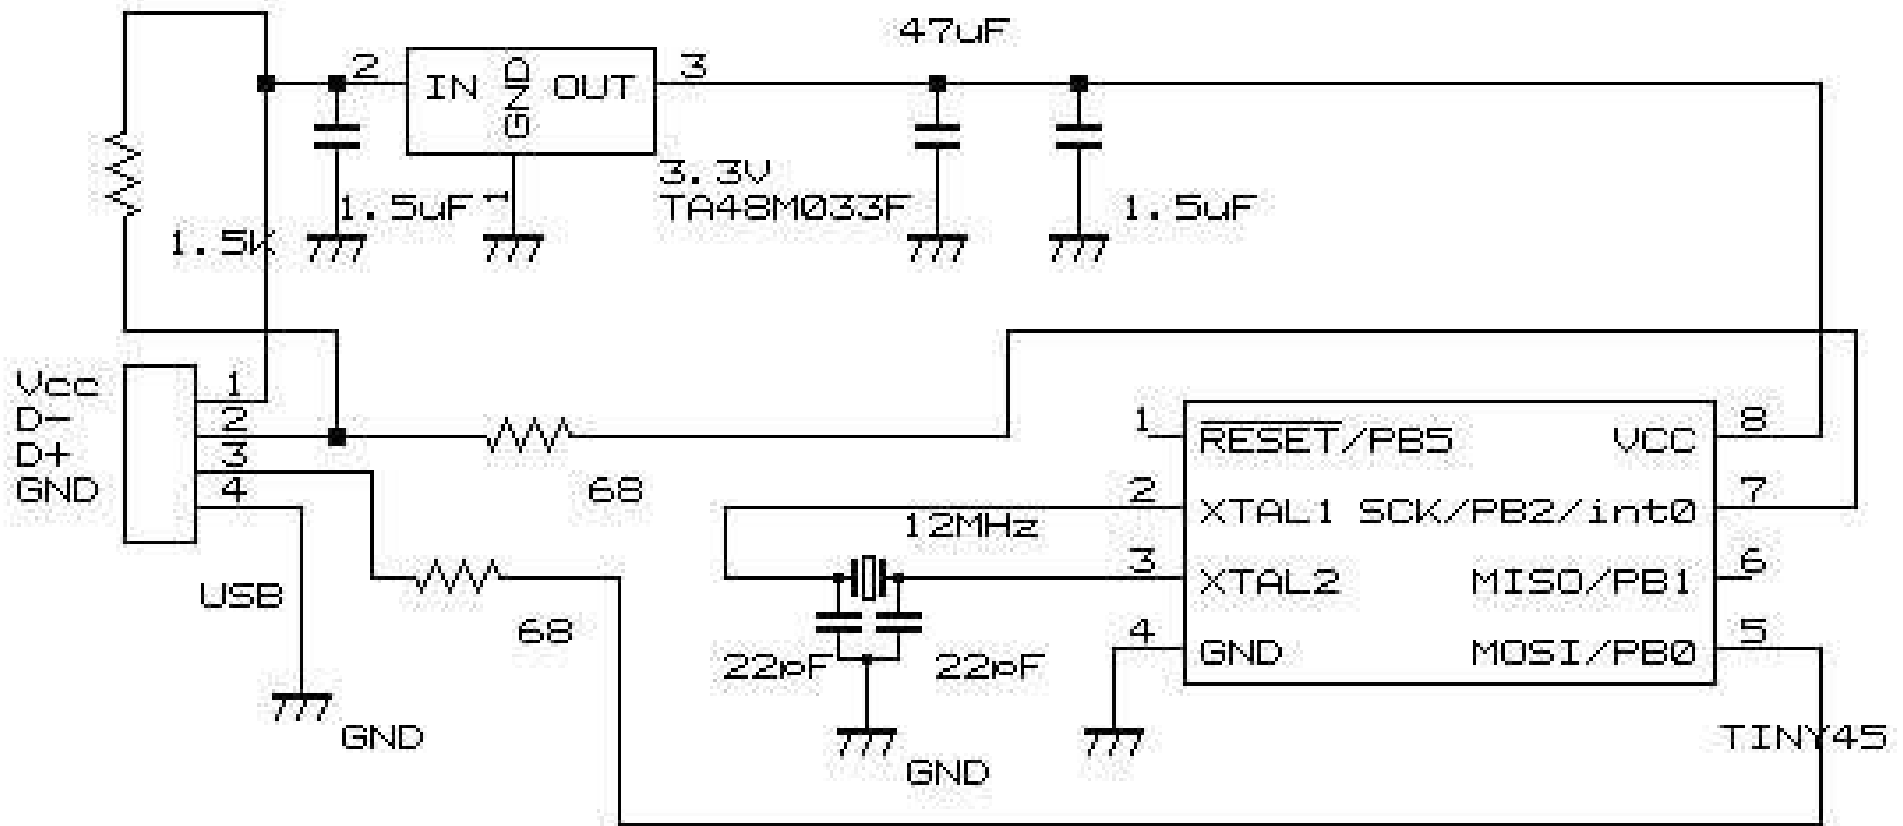 47uF
2
IN
GND
OUT
3
3.3V
TA48M033F
1.5uF
1
1.5uF
1.5K
Vcc
1
D-
2
D+
3
GND
4
USB
GND
68
68
12MHz
22pF
22pF
GND
1
RESET/PB5
VCC
8
2
XTAL1
SCK/PB2/int0
7
3
XTAL2
MISO/PB1
6
4
GND
MOSI/PB0
5
TINY45